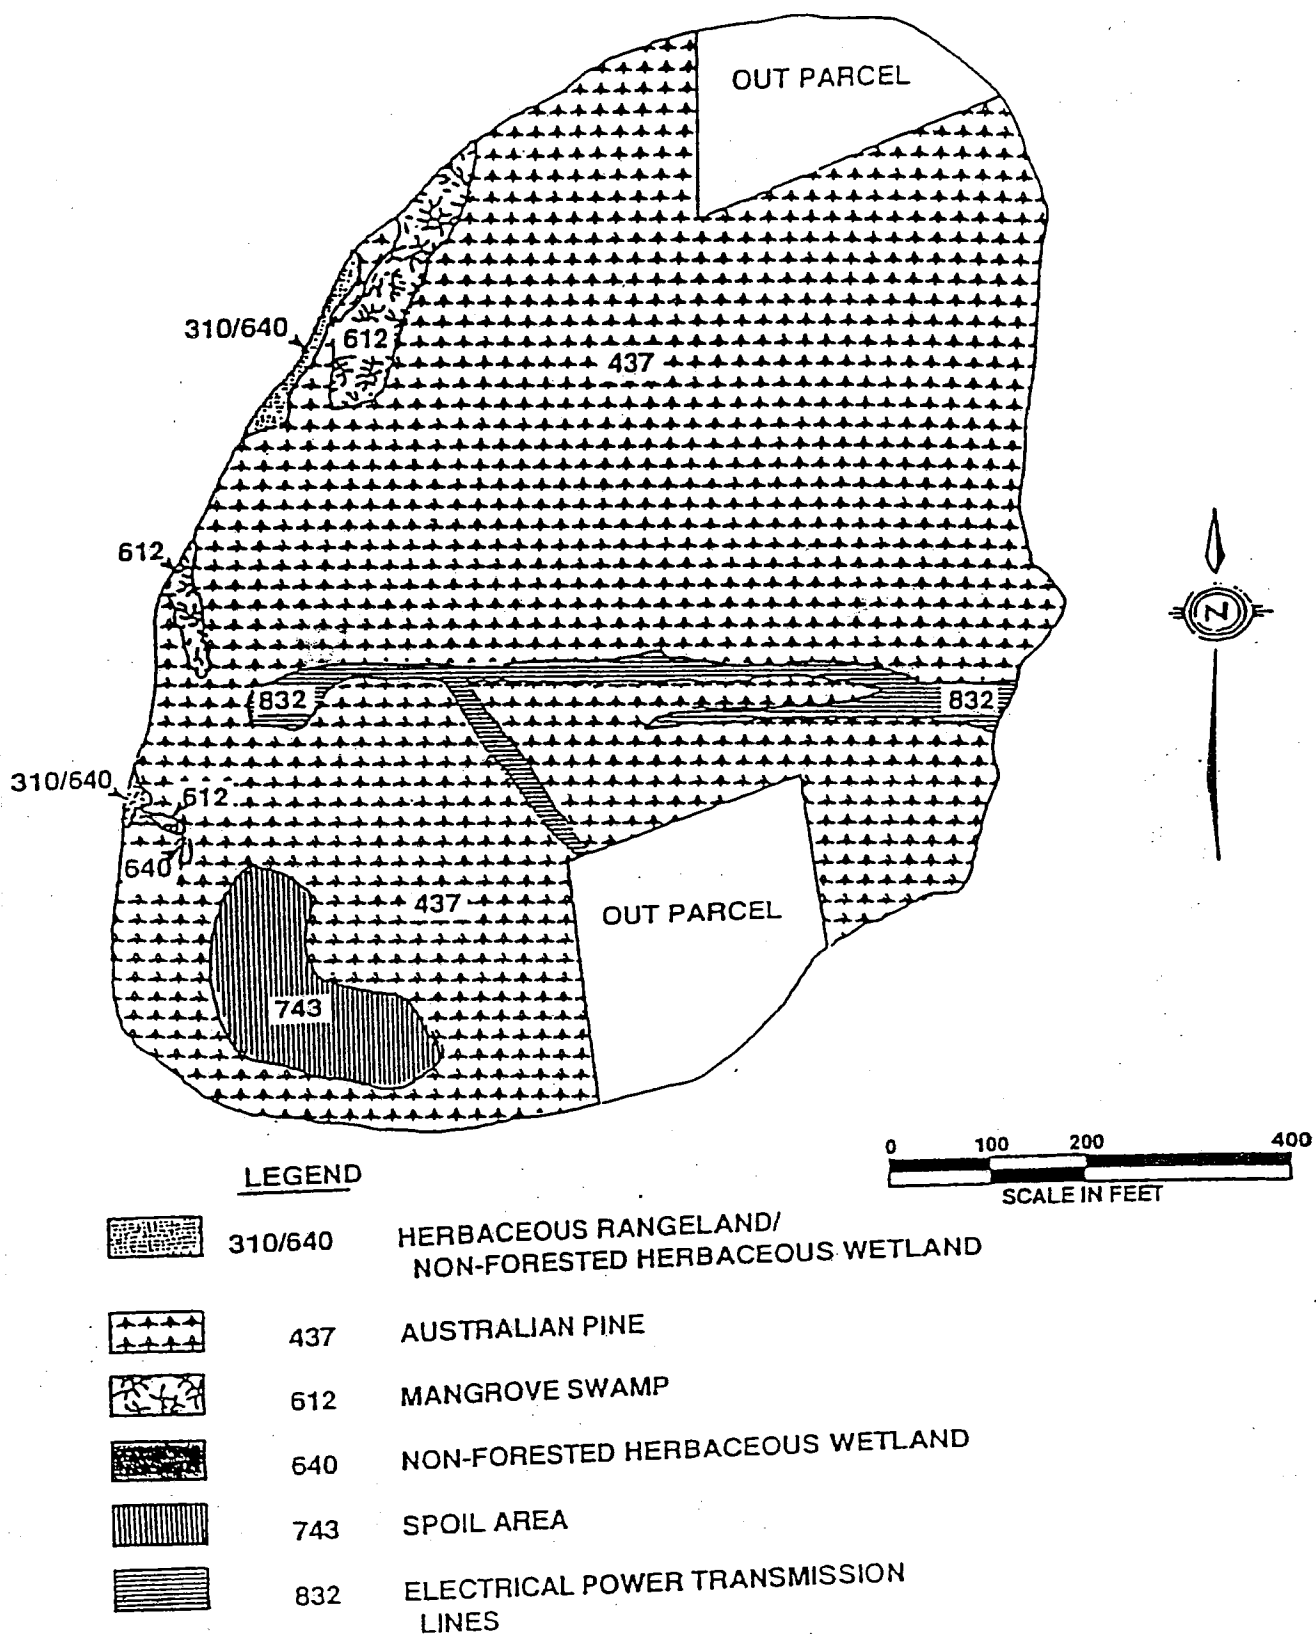 OUT PARCEL
310/640
612
437
612
832
832
310/640
612
640
437
OUT PARCEL
743
N
0 100 200 400
SCALE IN FEET
LEGEND
310/640 HERBACEOUS RANGELAND/
NON-FORESTED HERBACEOUS WETLAND
437 AUSTRALIAN PINE
612 MANGROVE SWAMP
640 NON-FORESTED HERBACEOUS WETLAND
743 SPOIL AREA
832 ELECTRICAL POWER TRANSMISSION
LINES